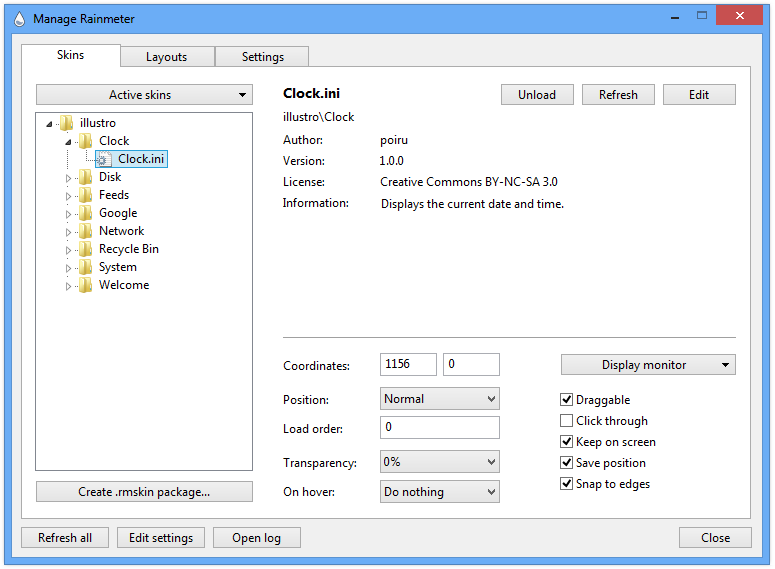 Manage Rainmeter
Skins Layouts Settings
Active skins
illustro
Clock
Clock.ini
Disk
Feeds
Google
Network
Recycle Bin
System
Welcome
Create .rmskin package...
Clock.ini Unload Refresh Edit
illustro\Clock
Author: poiru
Version: 1.0.0
License: Creative Commons BY-NC-SA 3.0
Information: Displays the current date and time.
Coordinates: 1156 0 Display monitor
Position: Normal Draggable
Click through
Load order: 0
Keep on screen
Transparency: 0% Save position
On hover: Do nothing Snap to edges
Refresh all Edit settings Open log Close